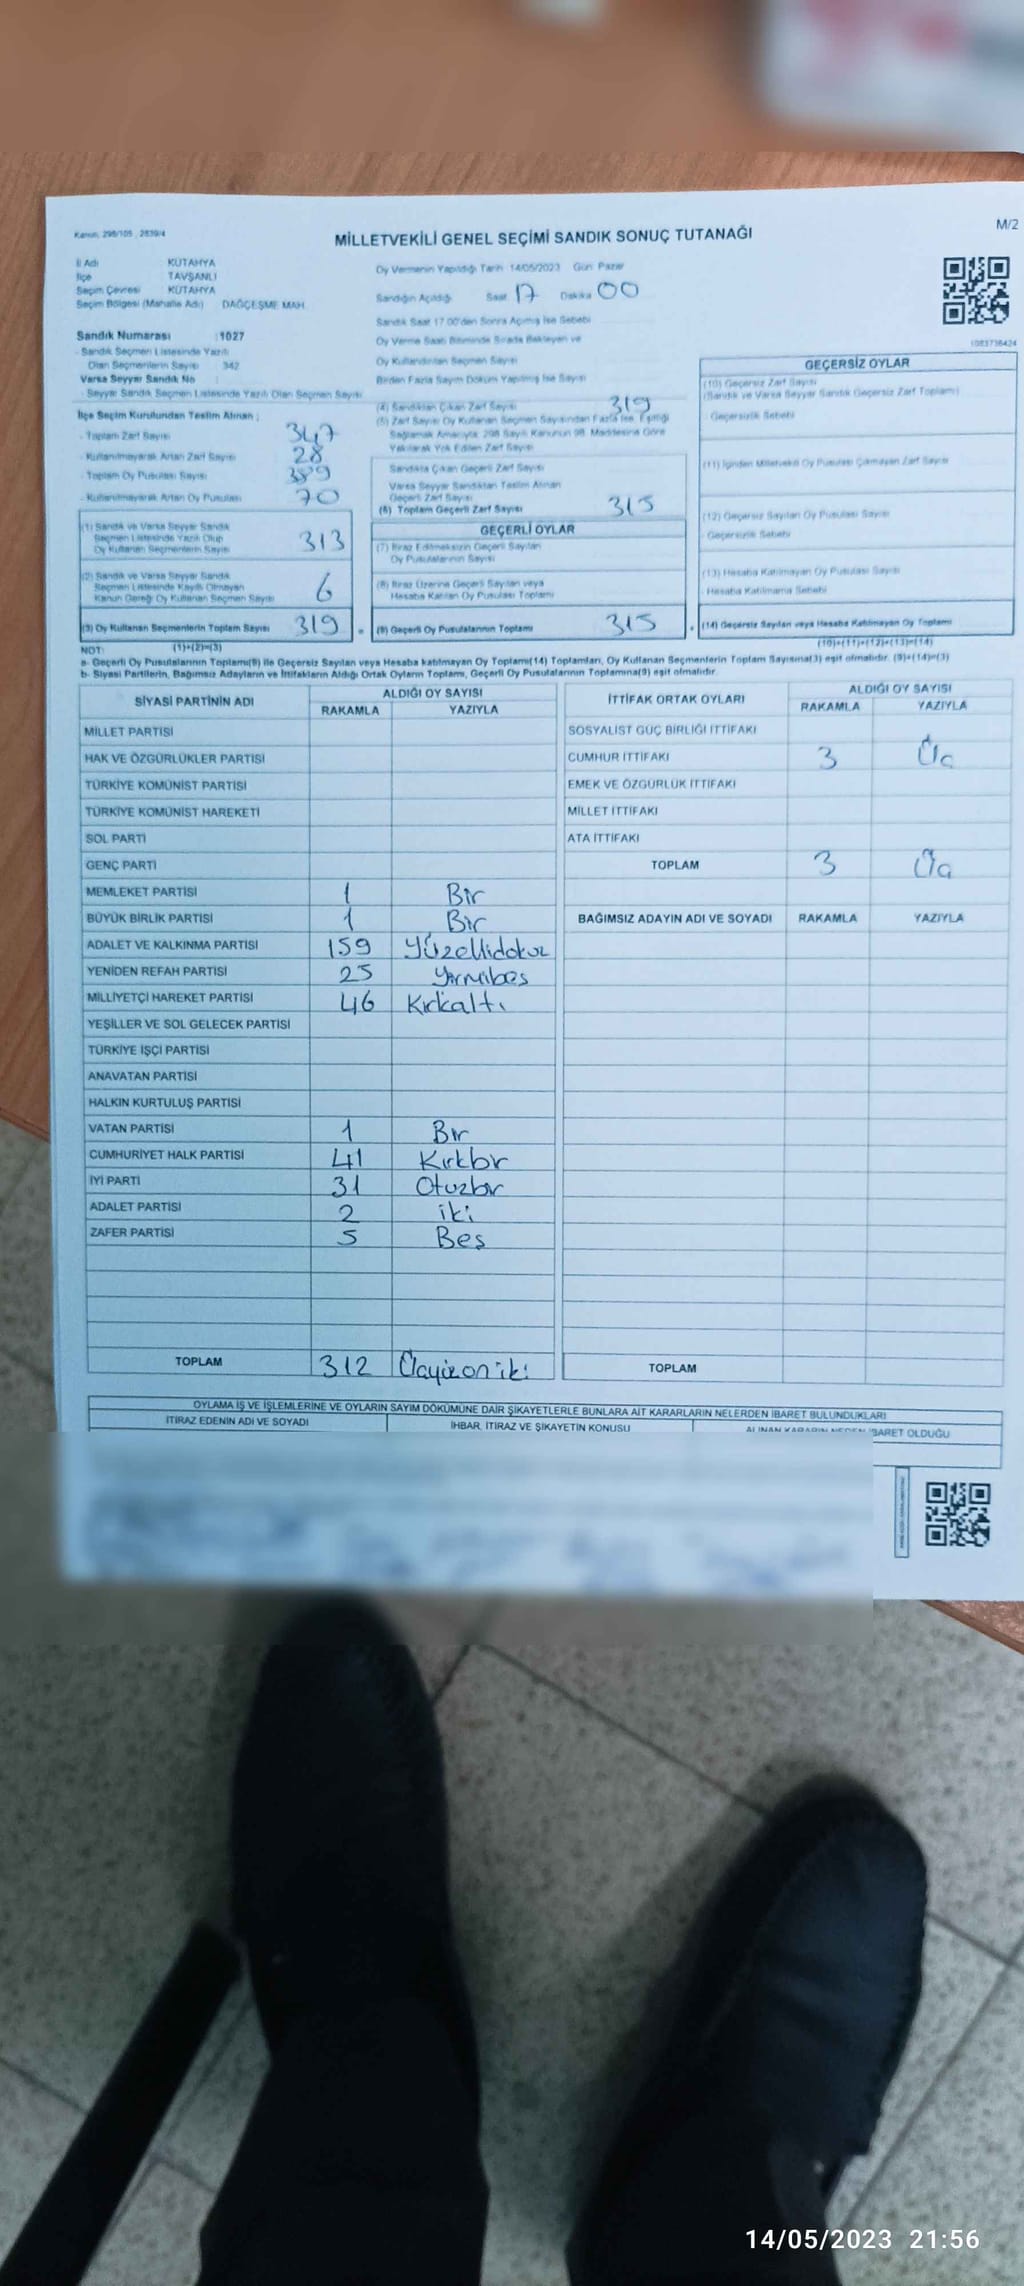 Kanun: 298/105 , 2839/4
M/2
MİLLETVEKİLİ GENEL SEÇİMİ SANDIK SONUÇ TUTANAĞI
İl Adı KÜTAHYA
İlçe TAVŞANLI
Seçim Çevresi KÜTAHYA
Seçim Bölgesi (Mahalle Adı) DAĞÇEŞME MAH.
Sandık Numarası : 1027
- Sandık Seçmen Listesinde Yazılı
Olan Seçmenlerin Sayısı 342
Varsa Seyyar Sandık No :
- Seyyar Sandık Seçmen Listesinde Yazılı Olan Seçmen Sayısı
İlçe Seçim Kurulundan Teslim Alınan ;
- Toplam Zarf Sayısı 347
- Kullanılmayarak Artan Zarf Sayısı 28
- Toplam Oy Pusulası Sayısı 389
- Kullanılmayarak Artan Oy Pusulası 70
(1) Sandık ve Varsa Seyyar Sandık
Seçmen Listesinde Yazılı Olup
Oy Kullanan Seçmenlerin Sayısı 313
(2) Sandık ve Varsa Seyyar Sandık
Seçmen Listesinde Kayıtlı Olmayan
Kanun Gereği Oy Kullanan Seçmen Sayısı 6
(3) Oy Kullanan Seçmenlerin Toplam Sayısı 319
(1)+(2)=(3)
Oy Vermenin Yapıldığı Tarih 14/05/2023 Gün Pazar
Sandığın Açıldığı Saat 17 Dakika 00
Sandık Saat 17:00'den Sonra Açılmış İse Sebebi
Oy Verme Saati Bitiminde Sırada Bekleyen ve
Oy Kullandırılan Seçmen Sayısı
Birden Fazla Sayım Döküm Yapılmış İse Sayısı
(4) Sandıktan Çıkan Zarf Sayısı 319
(5) Zarf Sayısı Oy Kullanan Seçmen Sayısından Fazla İse, Eşitliği
Sağlamak Amacıyla, 298 Sayılı Kanunun 98. Maddesine Göre
Yakılarak Yok Edilen Zarf Sayısı
Sandıkta Çıkan Geçerli Zarf Sayısı
Varsa Seyyar Sandıktan Teslim Alınan
Geçerli Zarf Sayısı
(6) Toplam Geçerli Zarf Sayısı 315
GEÇERLİ OYLAR
(7) İtiraz Edilmeksizin Geçerli Sayılan
Oy Pusulalarının Sayısı
(8) İtiraz Üzerine Geçerli Sayılan veya
Hesaba Katılan Oy Pusulası Toplamı
(9) Geçerli Oy Pusulalarının Toplamı 315
1083736424
GEÇERSİZ OYLAR
(10) Geçersiz Zarf Sayısı
(Sandık ve Varsa Seyyar Sandık Geçersiz Zarf Toplamı)
- Geçersizlik Sebebi
(11) İçinden Milletvekili Oy Pusulası Çıkmayan Zarf Sayısı
(12) Geçersiz Sayılan Oy Pusulası Sayısı
- Geçersizlik Sebebi
(13) Hesaba Katılmayan Oy Pusulası Sayısı
- Hesaba Katılmama Sebebi
(14) Geçersiz Sayılan veya Hesaba Katılmayan Oy Toplamı
(10)+(11)+(12)+(13)=(14)
NOT:
a- Geçerli Oy Pusulalarının Toplamı(9) ile Geçersiz Sayılan veya Hesaba katılmayan Oy Toplamı(14) Toplamları, Oy Kullanan Seçmenlerin Toplam Sayısına(3) eşit olmalıdır. (9)+(14)=(3)
b- Siyasi Partilerin, Bağımsız Adayların ve İttifakların Aldığı Ortak Oyların Toplamı, Geçerli Oy Pusulalarının Toplamına(9) eşit olmalıdır.
SİYASİ PARTİNİN ADI ALDIĞI OY SAYISI
RAKAMLA YAZIYLA
MİLLET PARTİSİ
HAK VE ÖZGÜRLÜKLER PARTİSİ
TÜRKİYE KOMÜNİST PARTİSİ
TÜRKİYE KOMÜNİST HAREKETİ
SOL PARTİ
GENÇ PARTİ
MEMLEKET PARTİSİ 1 Bir
BÜYÜK BİRLİK PARTİSİ 1 Bir
ADALET VE KALKINMA PARTİSİ 159 Yüzellidokuz
YENİDEN REFAH PARTİSİ 25 Yirmibeş
MİLLİYETÇİ HAREKET PARTİSİ 46 Kırkaltı
YEŞİLLER VE SOL GELECEK PARTİSİ
TÜRKİYE İŞÇİ PARTİSİ
ANAVATAN PARTİSİ
HALKIN KURTULUŞ PARTİSİ
VATAN PARTİSİ 1 Bir
CUMHURİYET HALK PARTİSİ 41 Kırkbir
İYİ PARTİ 31 Otuzbir
ADALET PARTİSİ 2 iki
ZAFER PARTİSİ 5 Beş
TOPLAM 312 Üçyüzoniki
İTTİFAK ORTAK OYLARI ALDIĞI OY SAYISI
RAKAMLA YAZIYLA
SOSYALİST GÜÇ BİRLİĞİ İTTİFAKI
CUMHUR İTTİFAKI 3 Üç
EMEK VE ÖZGÜRLÜK İTTİFAKI
MİLLET İTTİFAKI
ATA İTTİFAKI
TOPLAM 3 Üç
BAĞIMSIZ ADAYIN ADI VE SOYADI RAKAMLA YAZIYLA
TOPLAM
OYLAMA İŞ VE İŞLEMLERİNE VE OYLARIN SAYIM DÖKÜMÜNE DAİR ŞİKAYETLERLE BUNLARA AİT KARARLARIN NELERDEN İBARET BULUNDUKLARI
İTİRAZ EDENİN ADI VE SOYADI İHBAR, İTİRAZ VE ŞİKAYETİN KONUSU ALINAN KARARIN NEDEN İBARET OLDUĞU
14/05/2023 21:56